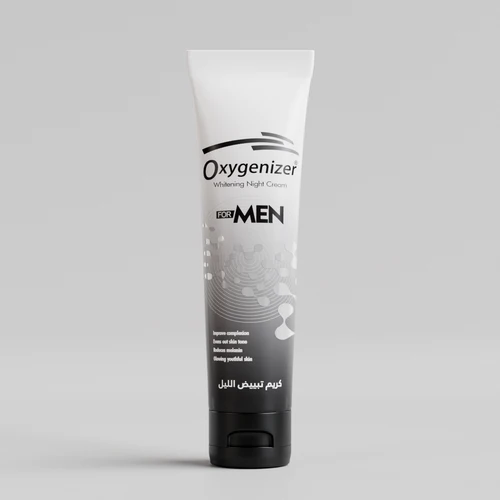 Oxygenizer®
Whitening Night Cream
FOR MEN
Improve complexion
Evens out skin tone
Reduces melanin
Glowing youthful skin
كريم تبييض الليل